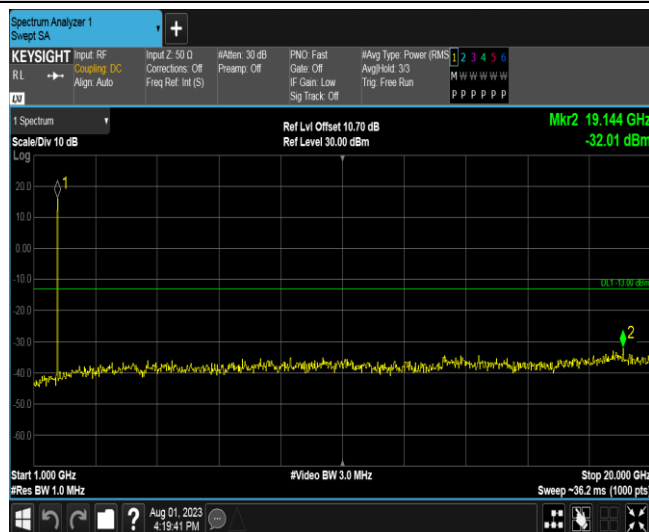 Spectrum Analyzer 1
Swept SA
+
KEYSIGHT
RL
LXI
Input: RF
Coupling: DC
Align: Auto
Input Z: 50 Ω
Corrections: Off
Freq Ref: Int (S)
#Atten: 30 dB
Preamp: Off
PNO: Fast
Gate: Off
IF Gain: Low
Sig Track: Off
#Avg Type: Power (RMS
Avg|Hold: 3/3
Trig: Free Run
1 2 3 4 5 6
M W W W W W
P P P P P P
1 Spectrum
Scale/Div 10 dB
Log
Ref Lvl Offset 10.70 dB
Ref Level 30.00 dBm
Mkr2 19.144 GHz
-32.01 dBm
1
20.0
10.0
0.00
-10.0
DL1 -13.00 dBm
-20.0
-30.0
2
-40.0
-50.0
-60.0
Start 1.000 GHz
#Res BW 1.0 MHz
#Video BW 3.0 MHz
Stop 20.000 GHz
Sweep ~36.2 ms (1000 pts)
?
Aug 01, 2023
4:19:41 PM